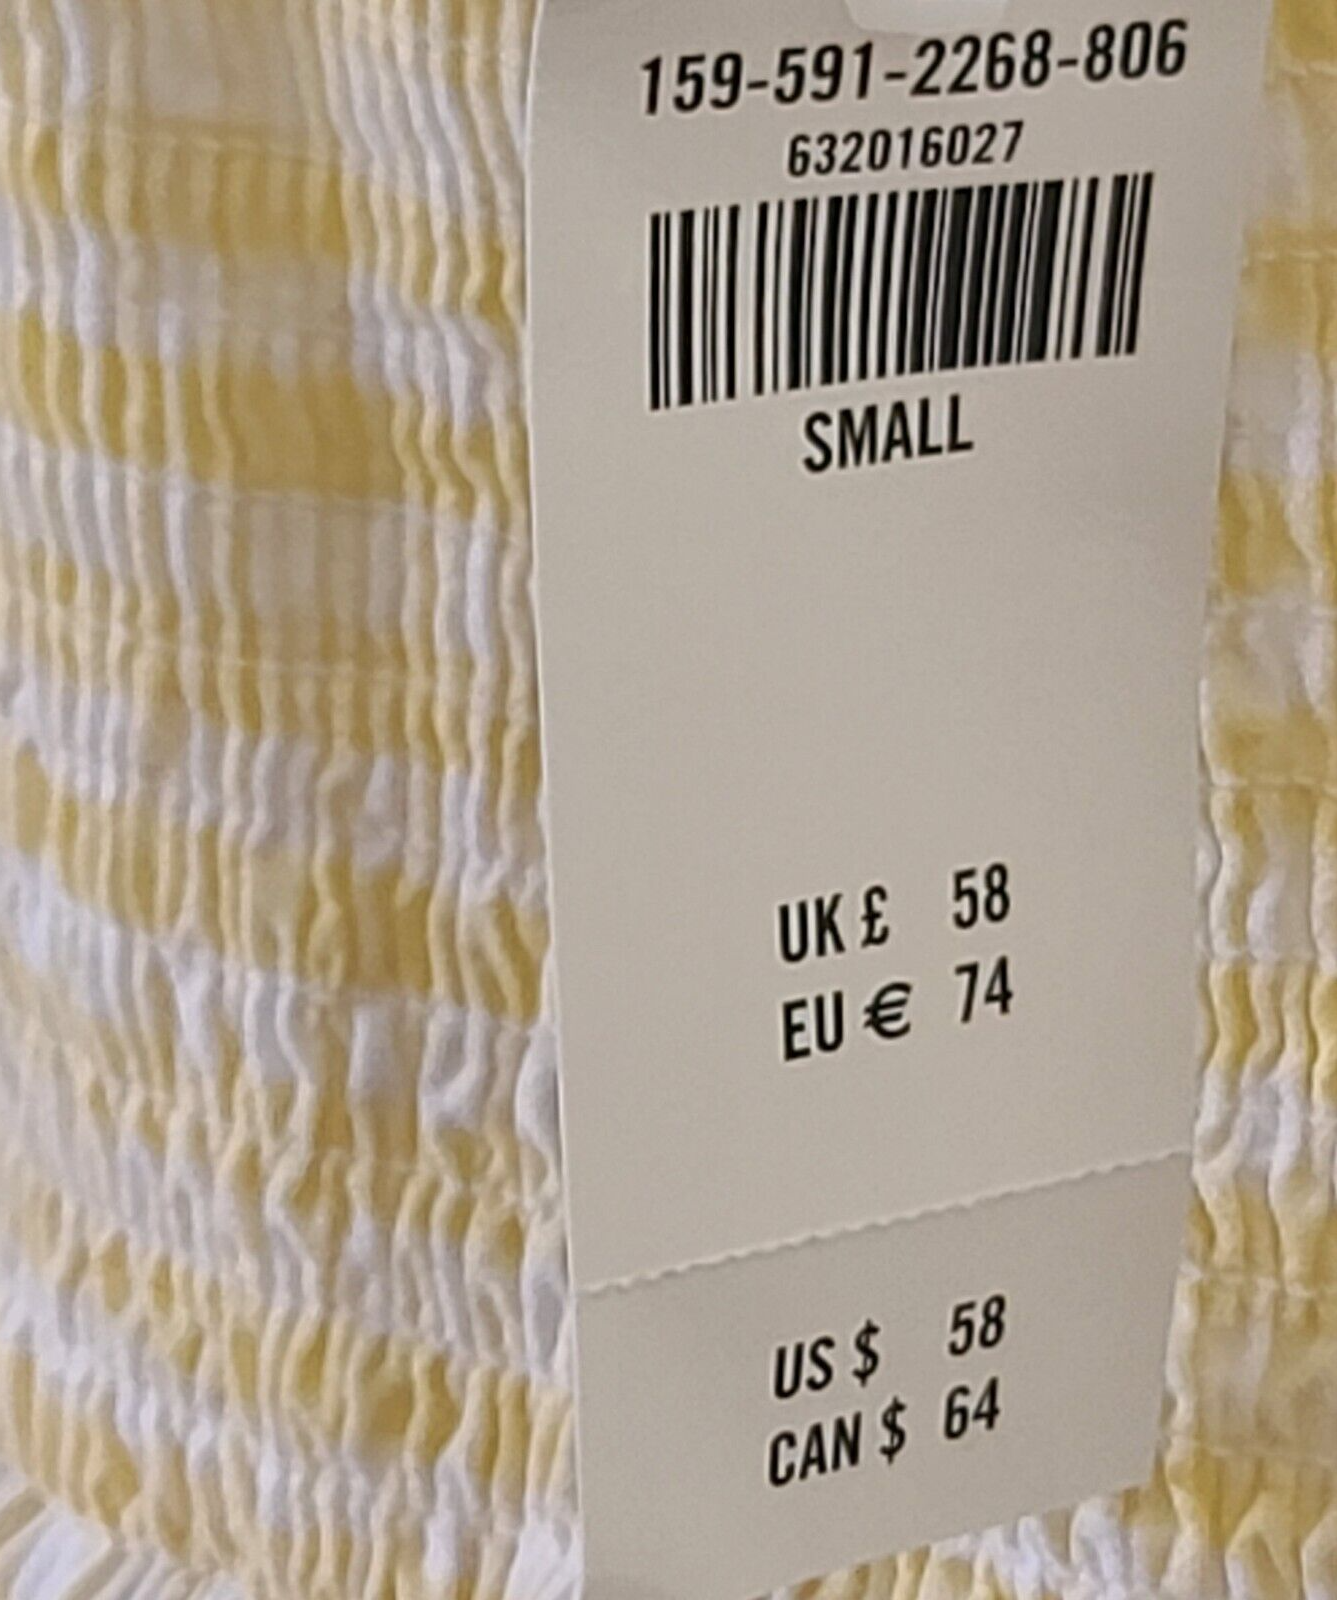 159-591-2268-806
632016027
SMALL
UK £ 58
EU € 74
US $ 58
CAN $ 64